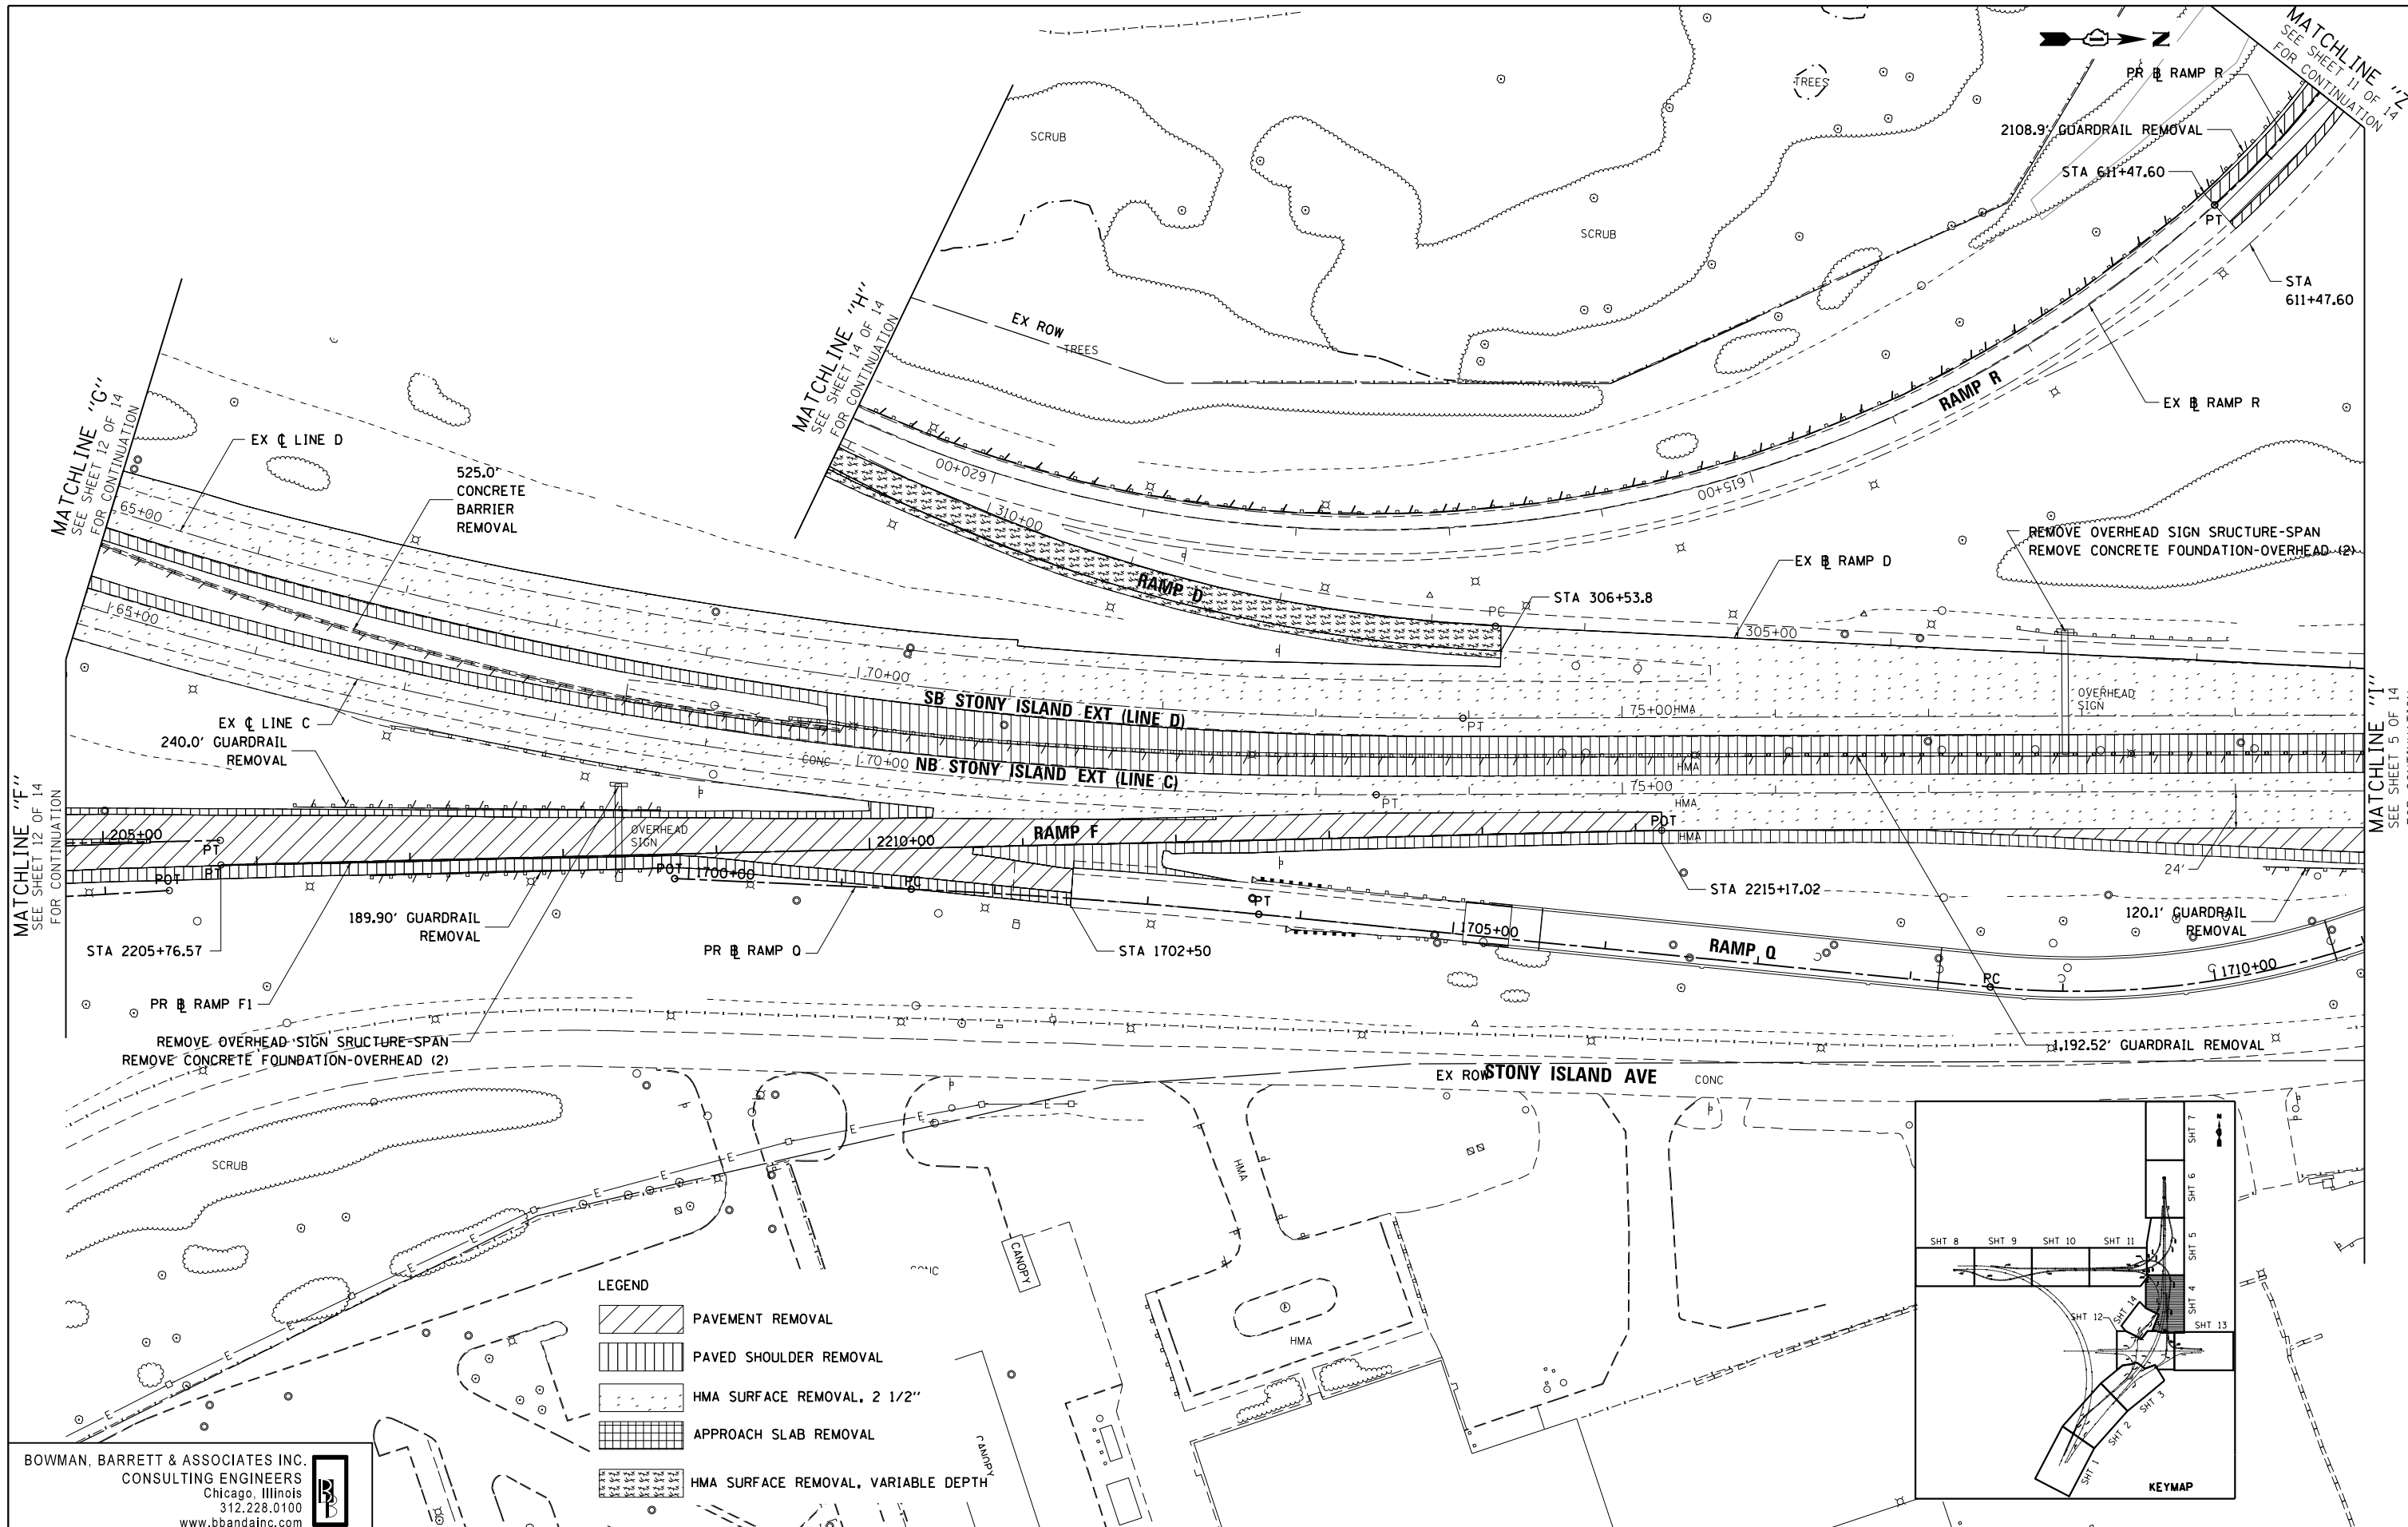 MATCHLINE "Z"
SEE SHEET 11 OF 14
FOR CONTINUATION
N
PR BL RAMP R
TREES
2108.9' GUARDRAIL REMOVAL
SCRUB
STA 611+47.60
PT
SCRUB
STA
611+47.60
MATCHLINE "H"
SEE SHEET 14 OF 14
FOR CONTINUATION
EX ROW
TREES
RAMP R
EX BL RAMP R
MATCHLINE "G"
SEE SHEET 12 OF 14
FOR CONTINUATION
EX CL LINE D
525.0'
CONCRETE
BARRIER
REMOVAL
620+00
615+00
65+00
310+00
REMOVE OVERHEAD SIGN SRUCTURE-SPAN
REMOVE CONCRETE FOUNDATION-OVERHEAD (2)
EX BL RAMP D
RAMP D
STA 306+53.8
65+00
PC
305+00
70+00
SB STONY ISLAND EXT (LINE D)
OVERHEAD
SIGN
75+00
HMA
PT
MATCHLINE "I"
SEE SHEET 5 OF 14
EX CL LINE C
240.0' GUARDRAIL
REMOVAL
CONC
70+00
NB STONY ISLAND EXT (LINE C)
HMA
75+00
PT
HMA
MATCHLINE "F"
SEE SHEET 12 OF 14
FOR CONTINUATION
205+00
PT
OVERHEAD
SIGN
RAMP F
2210+00
POT
HMA
POT
PT
POT
1700+00
PC
24'
STA 2215+17.02
PT
189.90' GUARDRAIL
REMOVAL
120.1' GUARDRAIL
REMOVAL
1705+00
STA 2205+76.57
PR BL RAMP Q
STA 1702+50
RAMP Q
1710+00
PC
PR BL RAMP F1
REMOVE OVERHEAD SIGN SRUCTURE-SPAN
REMOVE CONCRETE FOUNDATION-OVERHEAD (2)
1,192.52' GUARDRAIL REMOVAL
EX ROW
STONY ISLAND AVE
CONC
E
E
E
E
E
E
E
E
SCRUB
HMA
CANOPY
HMA
CANOPY
LEGEND
PAVEMENT REMOVAL
PAVED SHOULDER REMOVAL
HMA SURFACE REMOVAL, 2 1/2"
APPROACH SLAB REMOVAL
HMA SURFACE REMOVAL, VARIABLE DEPTH
SHT 7
N
SHT 6
SHT 8
SHT 9
SHT 10
SHT 11
SHT 5
SHT 4
SHT 14
SHT 12
SHT 13
SHT 3
SHT 2
SHT 1
KEYMAP
BOWMAN, BARRETT & ASSOCIATES INC.
CONSULTING ENGINEERS
Chicago, Illinois
312.228.0100
www.bbandainc.com